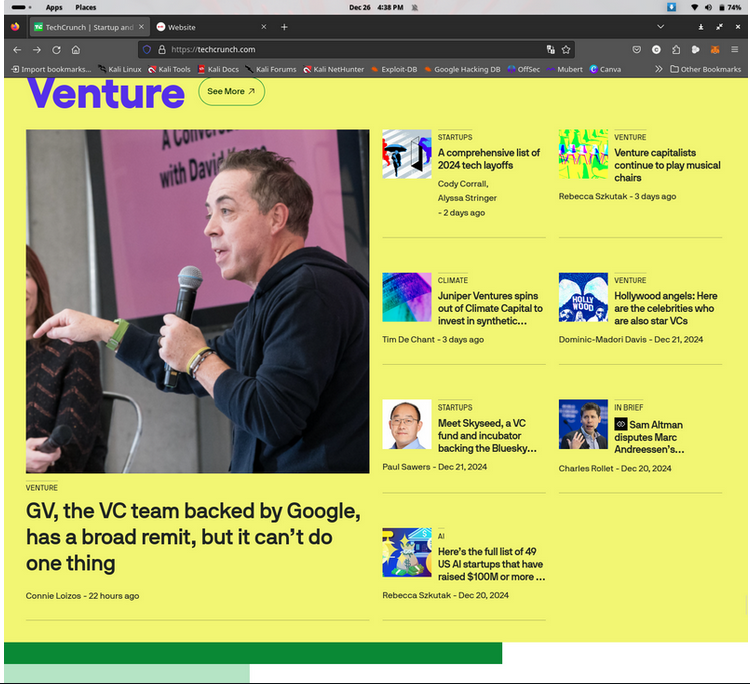 Apps Places Dec 26 4:38 PM 74%
TechCrunch | Startup and Website
https://techcrunch.com
Import bookmarks... Kali Linux Kali Tools Kali Docs Kali Forums Kali NetHunter Exploit-DB Google Hacking DB OffSec Mubert Canva Other Bookmarks
Venture
See More
with David
VENTURE
GV, the VC team backed by Google,
has a broad remit, but it can't do
one thing
Connie Loizos - 22 hours ago
STARTUPS
A comprehensive list of
2024 tech layoffs
Cody Corrall,
Alyssa Stringer
- 2 days ago
VENTURE
Venture capitalists
continue to play musical
chairs
Rebecca Szkutak - 3 days ago
CLIMATE
Juniper Ventures spins
out of Climate Capital to
invest in synthetic...
Tim De Chant - 3 days ago
HOLLY
WOOD
VENTURE
Hollywood angels: Here
are the celebrities who
are also star VCs
Dominic-Madori Davis - Dec 21, 2024
STARTUPS
Meet Skyseed, a VC
fund and incubator
backing the Bluesky...
Paul Sawers - Dec 21, 2024
IN BRIEF
Sam Altman
disputes Marc
Andreessen's...
Charles Rollet - Dec 20, 2024
AI
Here's the full list of 49
US AI startups that have
raised $100M or more ...
Rebecca Szkutak - Dec 20, 2024